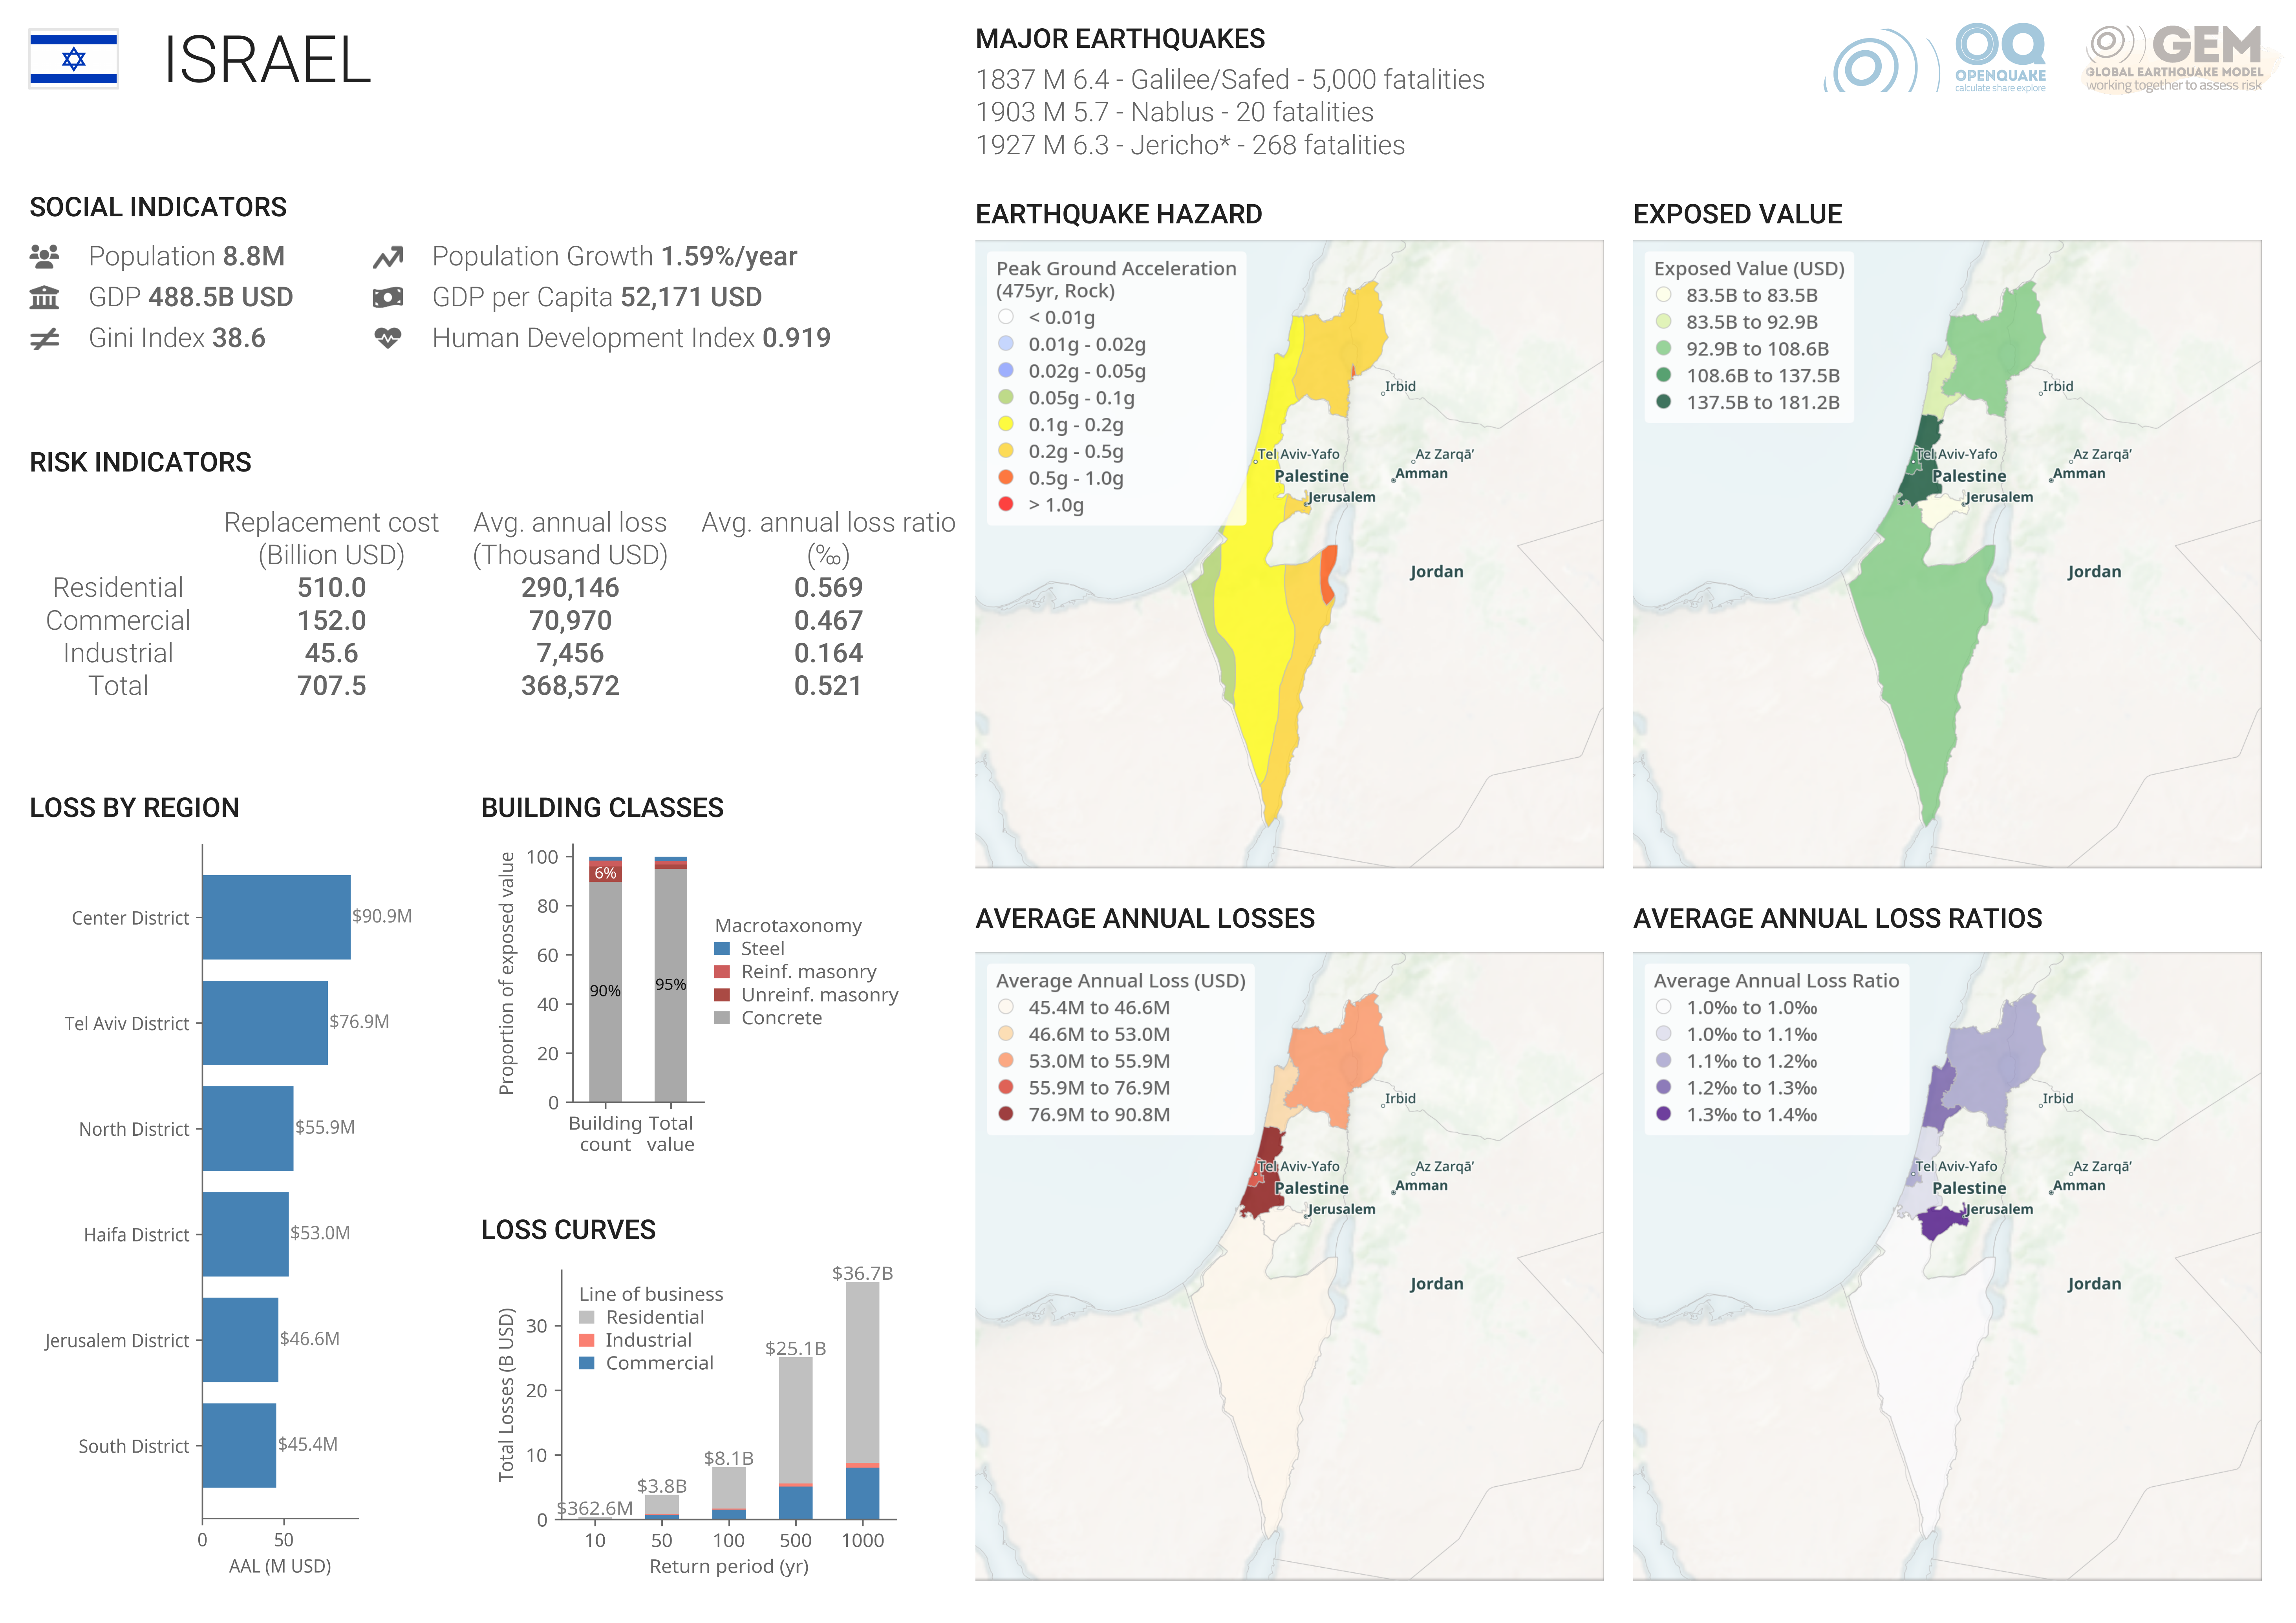 ISRAEL
MAJOR EARTHQUAKES
1837 M 6.4 - Galilee/Safed - 5,000 fatalities
1903 M 5.7 - Nablus - 20 fatalities
1927 M 6.3 - Jericho* - 268 fatalities
OQ
OPENQUAKE
calculate share explore
GEM
GLOBAL EARTHQUAKE MODEL
working together to assess risk
SOCIAL INDICATORS
Population 8.8M
Population Growth 1.59%/year
GDP 488.5B USD
GDP per Capita 52,171 USD
Gini Index 38.6
Human Development Index 0.919
RISK INDICATORS
Replacement cost Avg. annual loss Avg. annual loss ratio
(Billion USD) (Thousand USD) (‰)
Residential 510.0 290,146 0.569
Commercial 152.0 70,970 0.467
Industrial 45.6 7,456 0.164
Total 707.5 368,572 0.521
LOSS BY REGION
Center District $90.9M
Tel Aviv District $76.9M
North District $55.9M
Haifa District $53.0M
Jerusalem District $46.6M
South District $45.4M
0 50
AAL (M USD)
BUILDING CLASSES
Proportion of exposed value
100
80
60
40
20
0
6%
90%
95%
Building count
Total value
Macrotaxonomy
Steel
Reinf. masonry
Unreinf. masonry
Concrete
LOSS CURVES
Total Losses (B USD)
30
20
10
0
Line of business
Residential
Industrial
Commercial
$362.6M
$3.8B
$8.1B
$25.1B
$36.7B
10 50 100 500 1000
Return period (yr)
EARTHQUAKE HAZARD
Peak Ground Acceleration
(475yr, Rock)
< 0.01g
0.01g - 0.02g
0.02g - 0.05g
0.05g - 0.1g
0.1g - 0.2g
0.2g - 0.5g
0.5g - 1.0g
> 1.0g
Irbid
Tel Aviv-Yafo
Az Zarqā’
Palestine
Amman
Jerusalem
Jordan
EXPOSED VALUE
Exposed Value (USD)
83.5B to 83.5B
83.5B to 92.9B
92.9B to 108.6B
108.6B to 137.5B
137.5B to 181.2B
Irbid
Tel Aviv-Yafo
Az Zarqā’
Palestine
Amman
Jerusalem
Jordan
AVERAGE ANNUAL LOSSES
Average Annual Loss (USD)
45.4M to 46.6M
46.6M to 53.0M
53.0M to 55.9M
55.9M to 76.9M
76.9M to 90.8M
Irbid
Tel Aviv-Yafo
Az Zarqā’
Palestine
Amman
Jerusalem
Jordan
AVERAGE ANNUAL LOSS RATIOS
Average Annual Loss Ratio
1.0‰ to 1.0‰
1.0‰ to 1.1‰
1.1‰ to 1.2‰
1.2‰ to 1.3‰
1.3‰ to 1.4‰
Irbid
Tel Aviv-Yafo
Az Zarqā’
Palestine
Amman
Jerusalem
Jordan